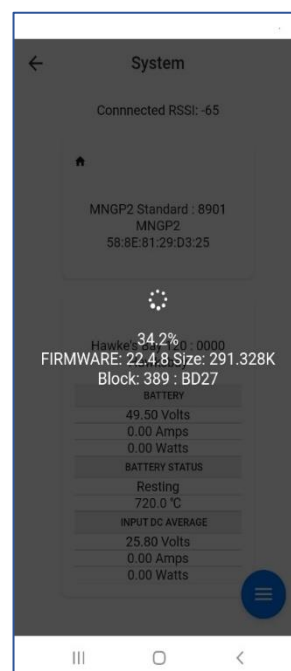 System
Connnected RSSI: -65
MNGP2 Standard : 8901
MNGP2
58:8E:81:29:D3:25
34.2%
Hawke's Bay 120 : 0000
FIRMWARE: 22.4.8 Size: 291.328K
Block: 389 : BD27
BATTERY
49.50 Volts
0.00 Amps
0.00 Watts
BATTERY STATUS
Resting
720.0 °C
INPUT DC AVERAGE
25.80 Volts
0.00 Amps
0.00 Watts